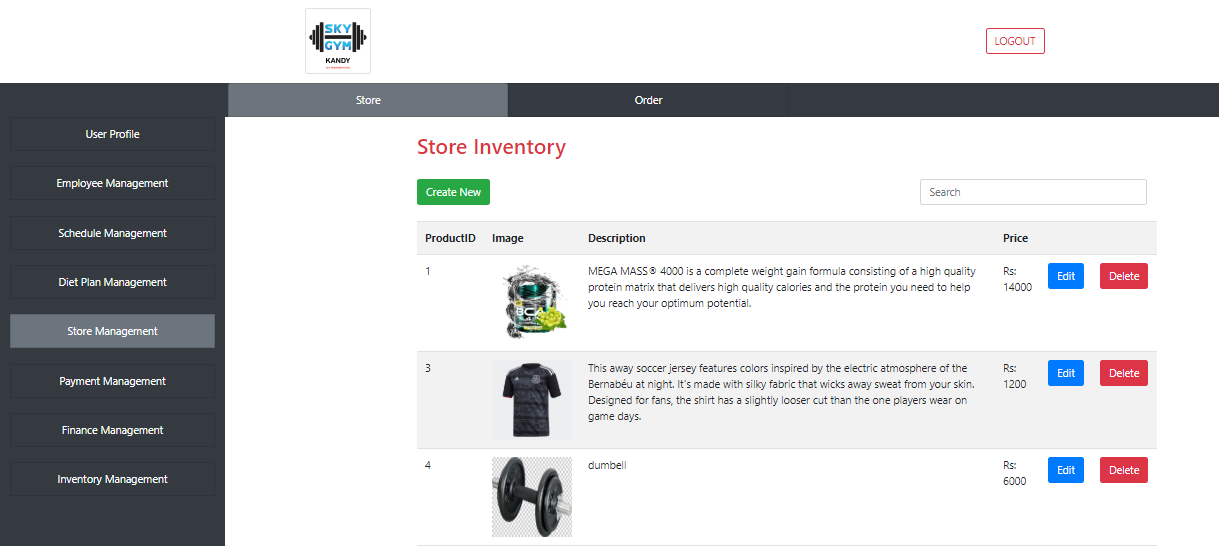 SKY
GYM
KANDY
LOGOUT
Store
Order
User Profile
Employee Management
Schedule Management
Diet Plan Management
Store Management
Payment Management
Finance Management
Inventory Management
Store Inventory
Create New
Search
ProductID Image Description Price
1
MEGA MASS® 4000 is a complete weight gain formula consisting of a high quality
protein matrix that delivers high quality calories and the protein you need to help
you reach your optimum potential.
Rs:
14000
Edit
Delete
3
This away soccer jersey features colors inspired by the electric atmosphere of the
Bernabéu at night. It's made with silky fabric that wicks away sweat from your skin.
Designed for fans, the shirt has a slightly looser cut than the one players wear on
game days.
Rs:
1200
Edit
Delete
4
dumbell
Rs:
6000
Edit
Delete